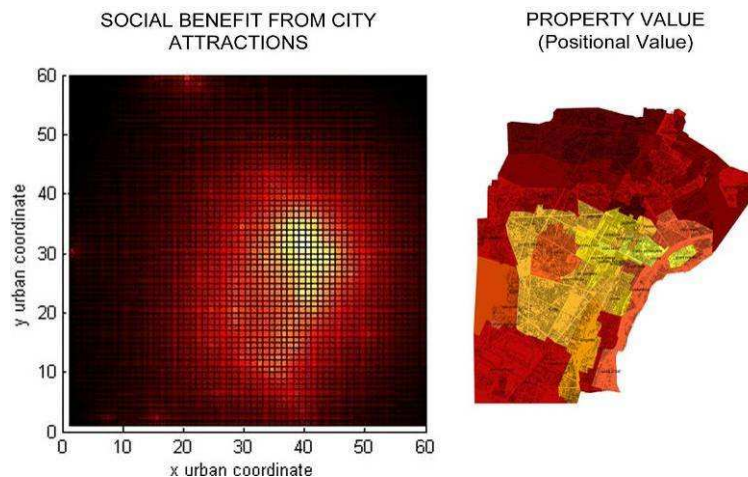 SOCIAL BENEFIT FROM CITY
ATTRACTIONS
PROPERTY VALUE
(Positional Value)
60
50
40
30
20
10
0
y urban coordinate
0 10 20 30 40 50 60
x urban coordinate